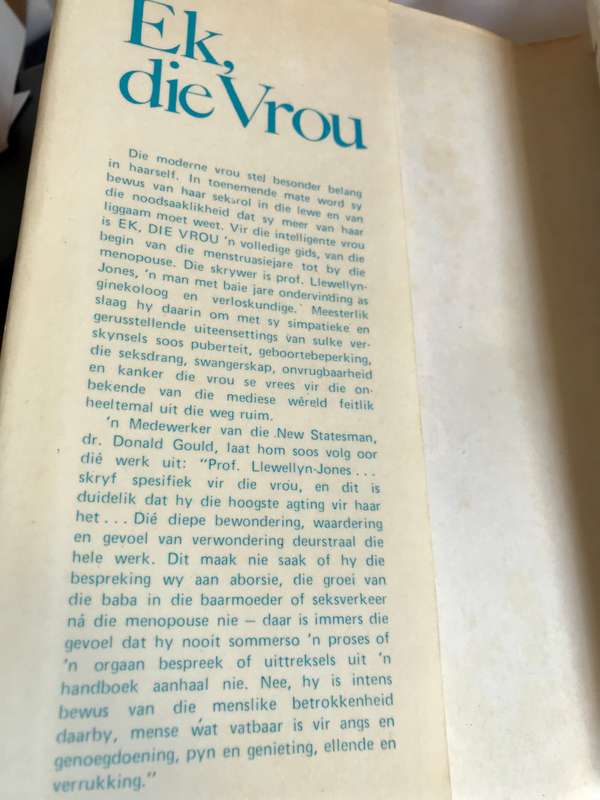 Ek,
die Vrou
Die moderne vrou stel besonder belang
in haarself. In toenemende mate word sy
bewus van haar seksrol in die lewe en van
die noodsaaklikheid dat sy meer van haar
liggaam moet weet. Vir die intelligente vrou
is EK, DIE VROU 'n volledige gids, van die
begin van die menstruasiejare tot by die
menopouse. Die skrywer is prof. Llewellyn-
Jones, 'n man met baie jare ondervinding as
ginekoloog en verloskundige. Meesterlik
slaag hy daarin om met sy simpatieke en
gerusstellende uiteensettings van sulke ver-
skynsels soos puberteit, geboortebeperking,
die seksdrang, swangerskap, onvrugbaarheid
en kanker die vrou se vrees vir die on-
bekende van die mediese wêreld feitlik
heeltemal uit die weg ruim.
'n Medewerker van die New Statesman,
dr. Donald Gould, laat hom soos volg oor
dié werk uit: "Prof. Llewellyn-Jones . . .
skryf spesifiek vir die vrou, en dit is
duidelik dat hy die hoogste agting vir haar
het . . . Dié diepe bewondering, waardering
en gevoel van verwondering deurstraal die
hele werk. Dit maak nie saak of hy die
bespreking wy aan aborsie, die groei van
die baba in die baarmoeder of seksverkeer
ná die menopouse nie – daar is immers die
gevoel dat hy nooit sommerso 'n proses of
'n orgaan bespreek of uittreksels uit 'n
handboek aanhaal nie. Nee, hy is intens
bewus van die menslike betrokkenheid
daarby, mense wat vatbaar is vir angs en
genoegdoening, pyn en genieting, ellende en
verrukking."